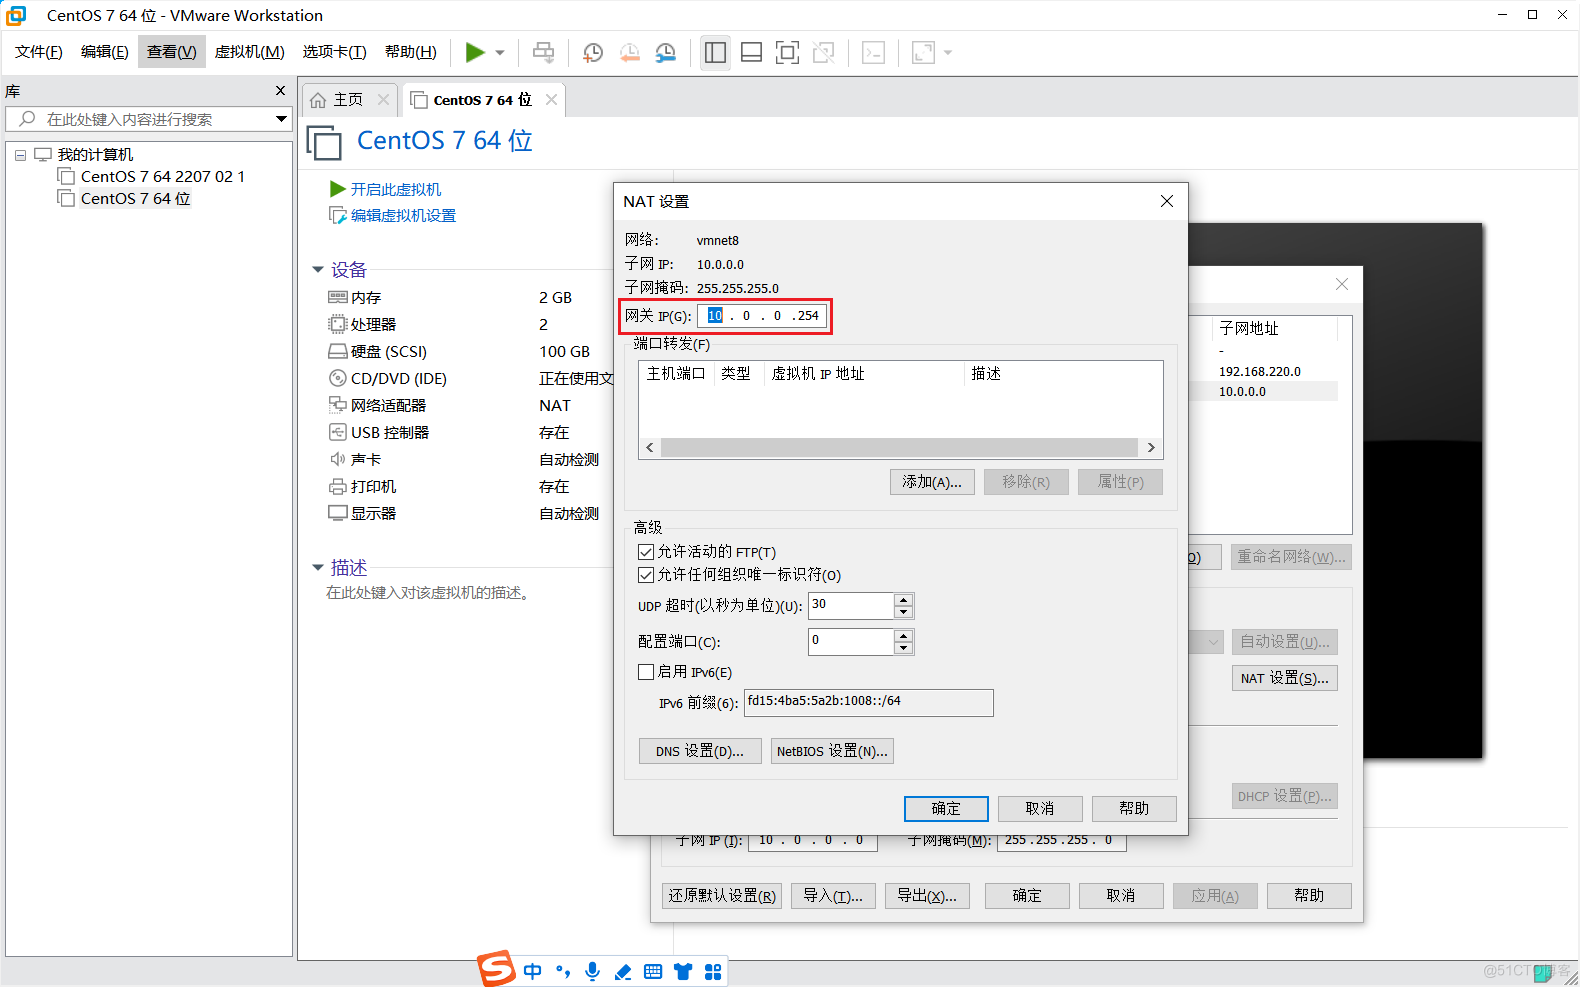 CentOS 7 64 位 - VMware Workstation
文件(F) 编辑(E) 查看(V) 虚拟机(M) 选项卡(T) 帮助(H)
库
在此处键入内容进行搜索
我的计算机
CentOS 7 64 2207 02 1
CentOS 7 64 位
主页
CentOS 7 64 位
CentOS 7 64 位
开启此虚拟机
编辑虚拟机设置
设备
内存 2 GB
处理器 2
硬盘 (SCSI) 100 GB
CD/DVD (IDE) 正在使用文
网络适配器 NAT
USB 控制器 存在
声卡 自动检测
打印机 存在
显示器 自动检测
描述
在此处键入对该虚拟机的描述。
NAT 设置
网络: vmnet8
子网 IP: 10.0.0.0
子网掩码: 255.255.255.0
网关 IP(G): 10 . 0 . 0 .254
端口转发(F)
主机端口 类型 虚拟机 IP 地址 描述
添加(A)... 移除(R) 属性(P)
高级
允许活动的 FTP(T)
允许任何组织唯一标识符(O)
UDP 超时(以秒为单位)(U): 30
配置端口(C): 0
启用 IPv6(E)
IPv6 前缀(6): fd15:4ba5:5a2b:1008::/64
DNS 设置(D)... NetBIOS 设置(N)...
确定 取消 帮助
子网地址
-
192.168.220.0
10.0.0.0
O) 重命名网络(W)...
自动设置(U)...
NAT 设置(S)...
DHCP 设置(P)...
子网 IP (I): 10 . 0 . 0 . 0 子网掩码(M): 255 .255 .255 . 0
还原默认设置(R) 导入(T)... 导出(X)... 确定 取消 应用(A) 帮助
S 中
@51CTO博客